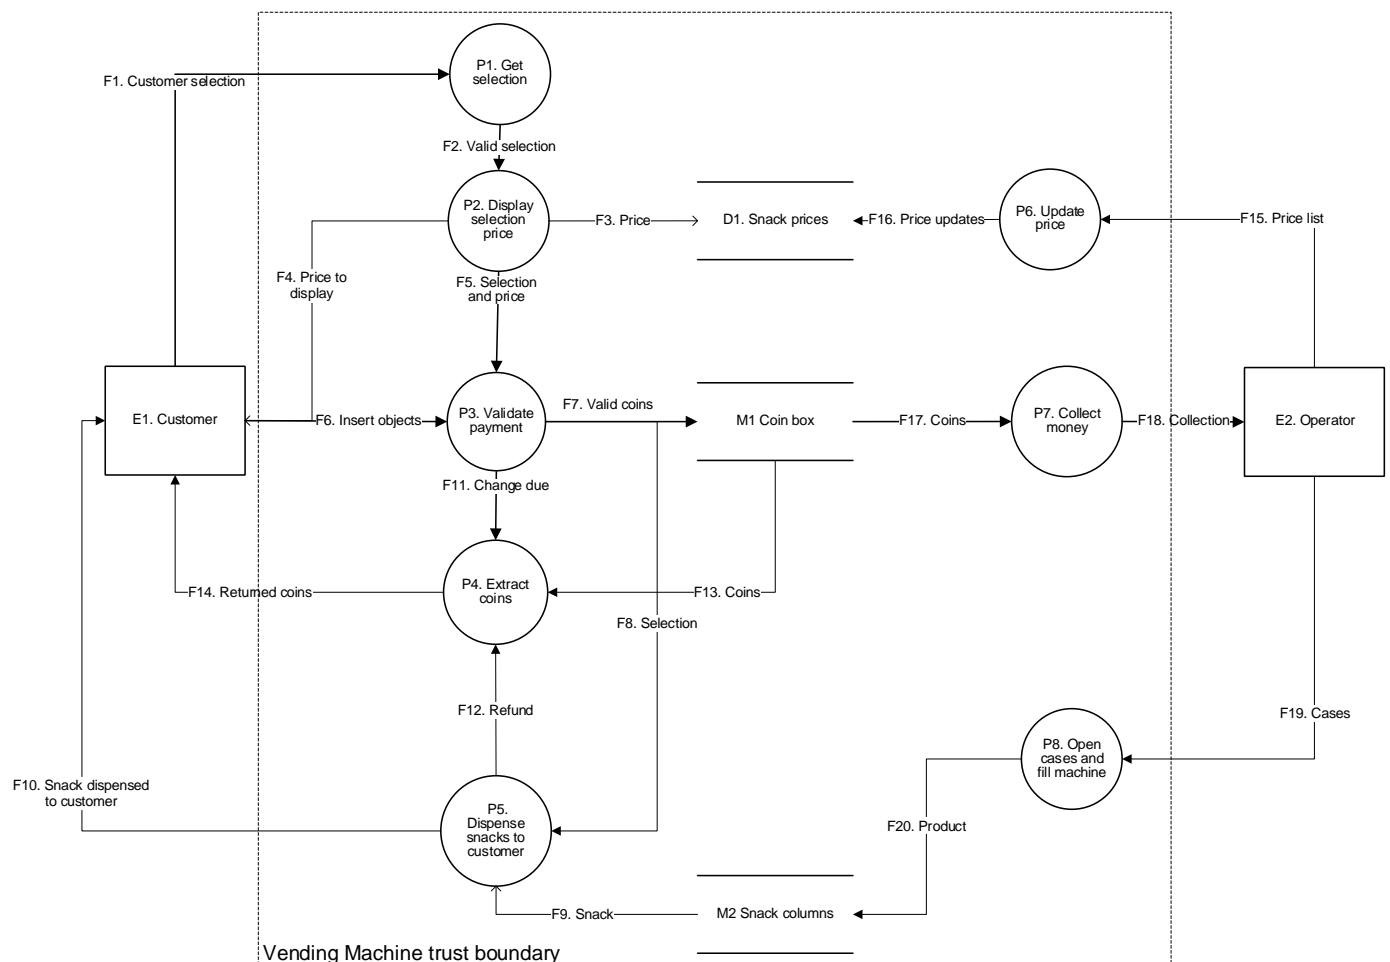 P1. Get
selection
F1. Customer selection
F2. Valid selection
P2. Display
selection
price
F3. Price
D1. Snack prices
F16. Price updates
P6. Update
price
F15. Price list
F4. Price to
display
F5. Selection
and price
E1. Customer
F6. Insert objects
P3. Validate
payment
F7. Valid coins
M1 Coin box
F17. Coins
P7. Collect
money
F18. Collection
E2. Operator
F11. Change due
P4. Extract
coins
F14. Returned coins
F13. Coins
F8. Selection
F12. Refund
F19. Cases
P8. Open
cases and
fill machine
F10. Snack dispensed
to customer
P5.
Dispense
snacks to
customer
F20. Product
F9. Snack
M2 Snack columns
Vending Machine trust boundary